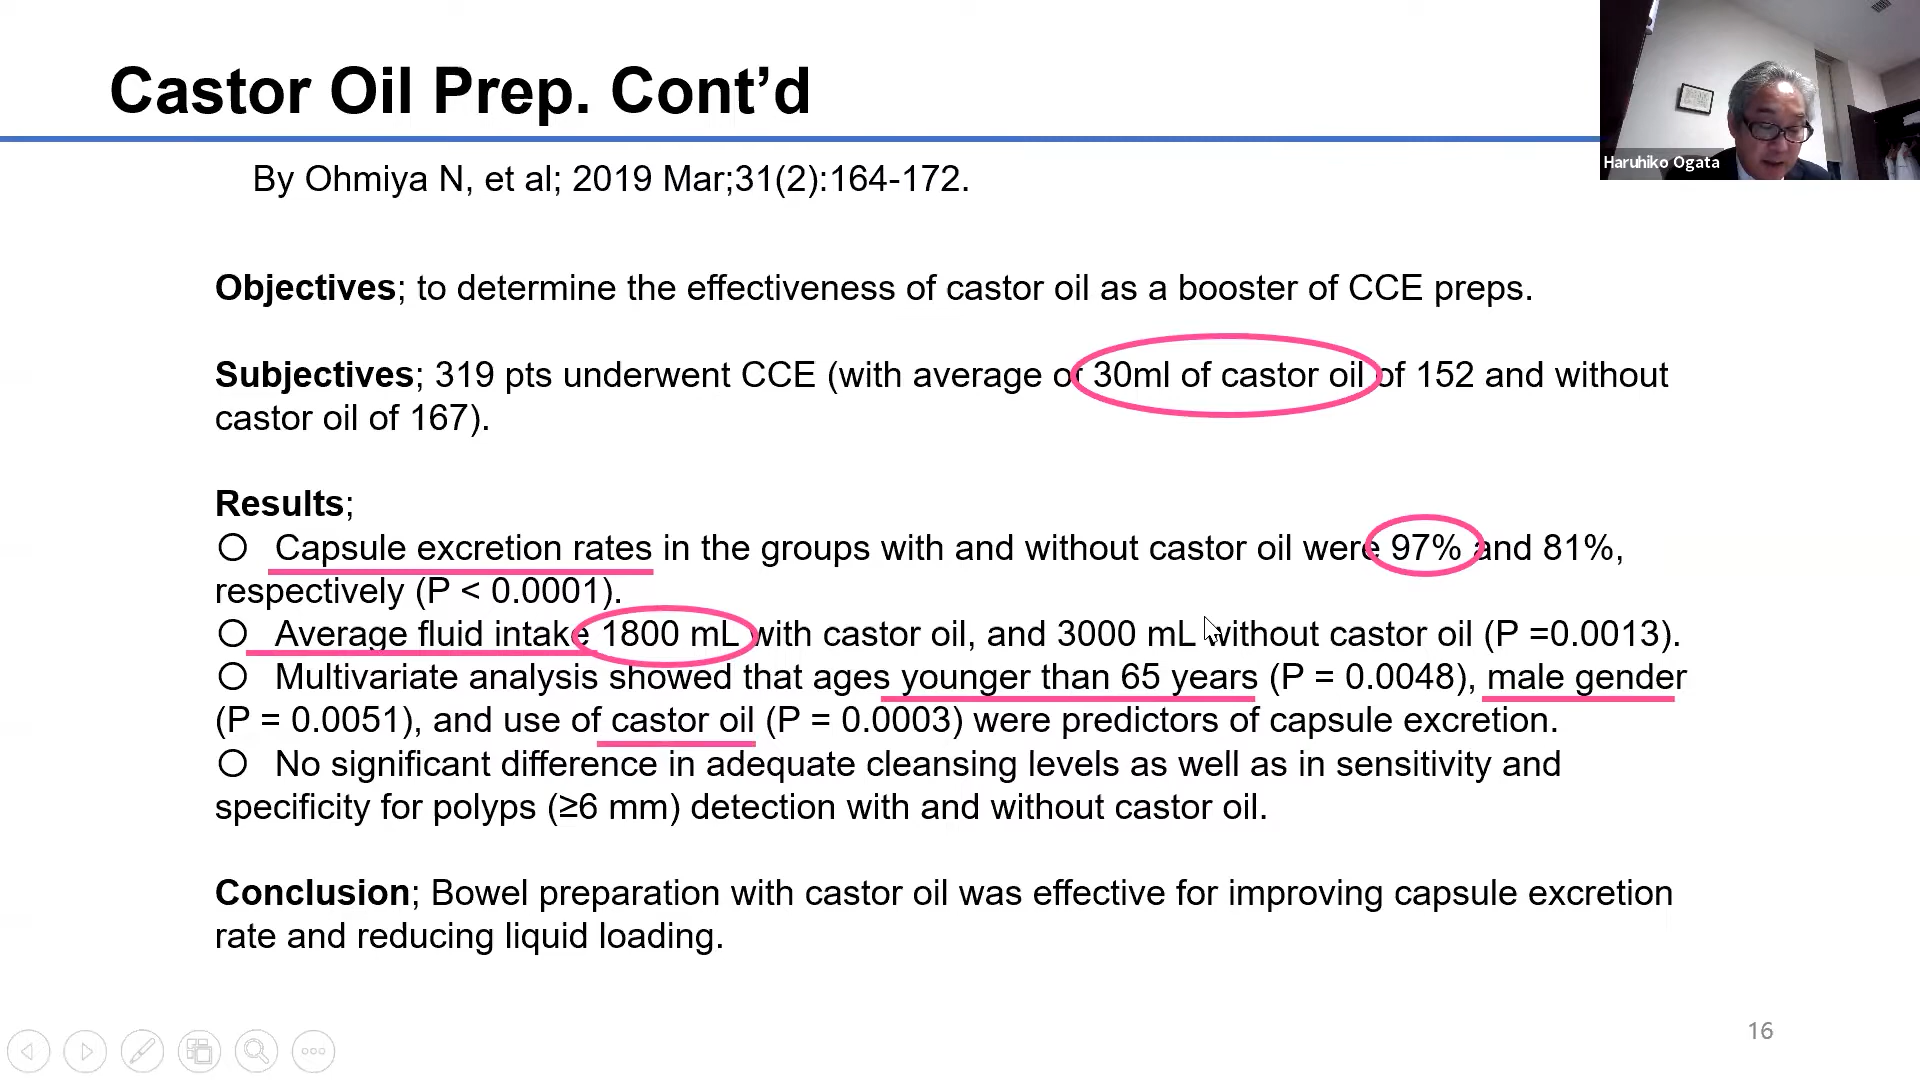 Castor Oil Prep. Cont’d
Haruhiko Ogata
By Ohmiya N, et al; 2019 Mar;31(2):164-172.
Objectives; to determine the effectiveness of castor oil as a booster of CCE preps.
Subjectives; 319 pts underwent CCE (with average of 30ml of castor oil of 152 and without
castor oil of 167).
Results;
○ Capsule excretion rates in the groups with and without castor oil were 97% and 81%,
respectively (P < 0.0001).
○ Average fluid intake 1800 mL with castor oil, and 3000 mL without castor oil (P =0.0013).
○ Multivariate analysis showed that ages younger than 65 years (P = 0.0048), male gender
(P = 0.0051), and use of castor oil (P = 0.0003) were predictors of capsule excretion.
○ No significant difference in adequate cleansing levels as well as in sensitivity and
specificity for polyps (≥6 mm) detection with and without castor oil.
Conclusion; Bowel preparation with castor oil was effective for improving capsule excretion
rate and reducing liquid loading.
16